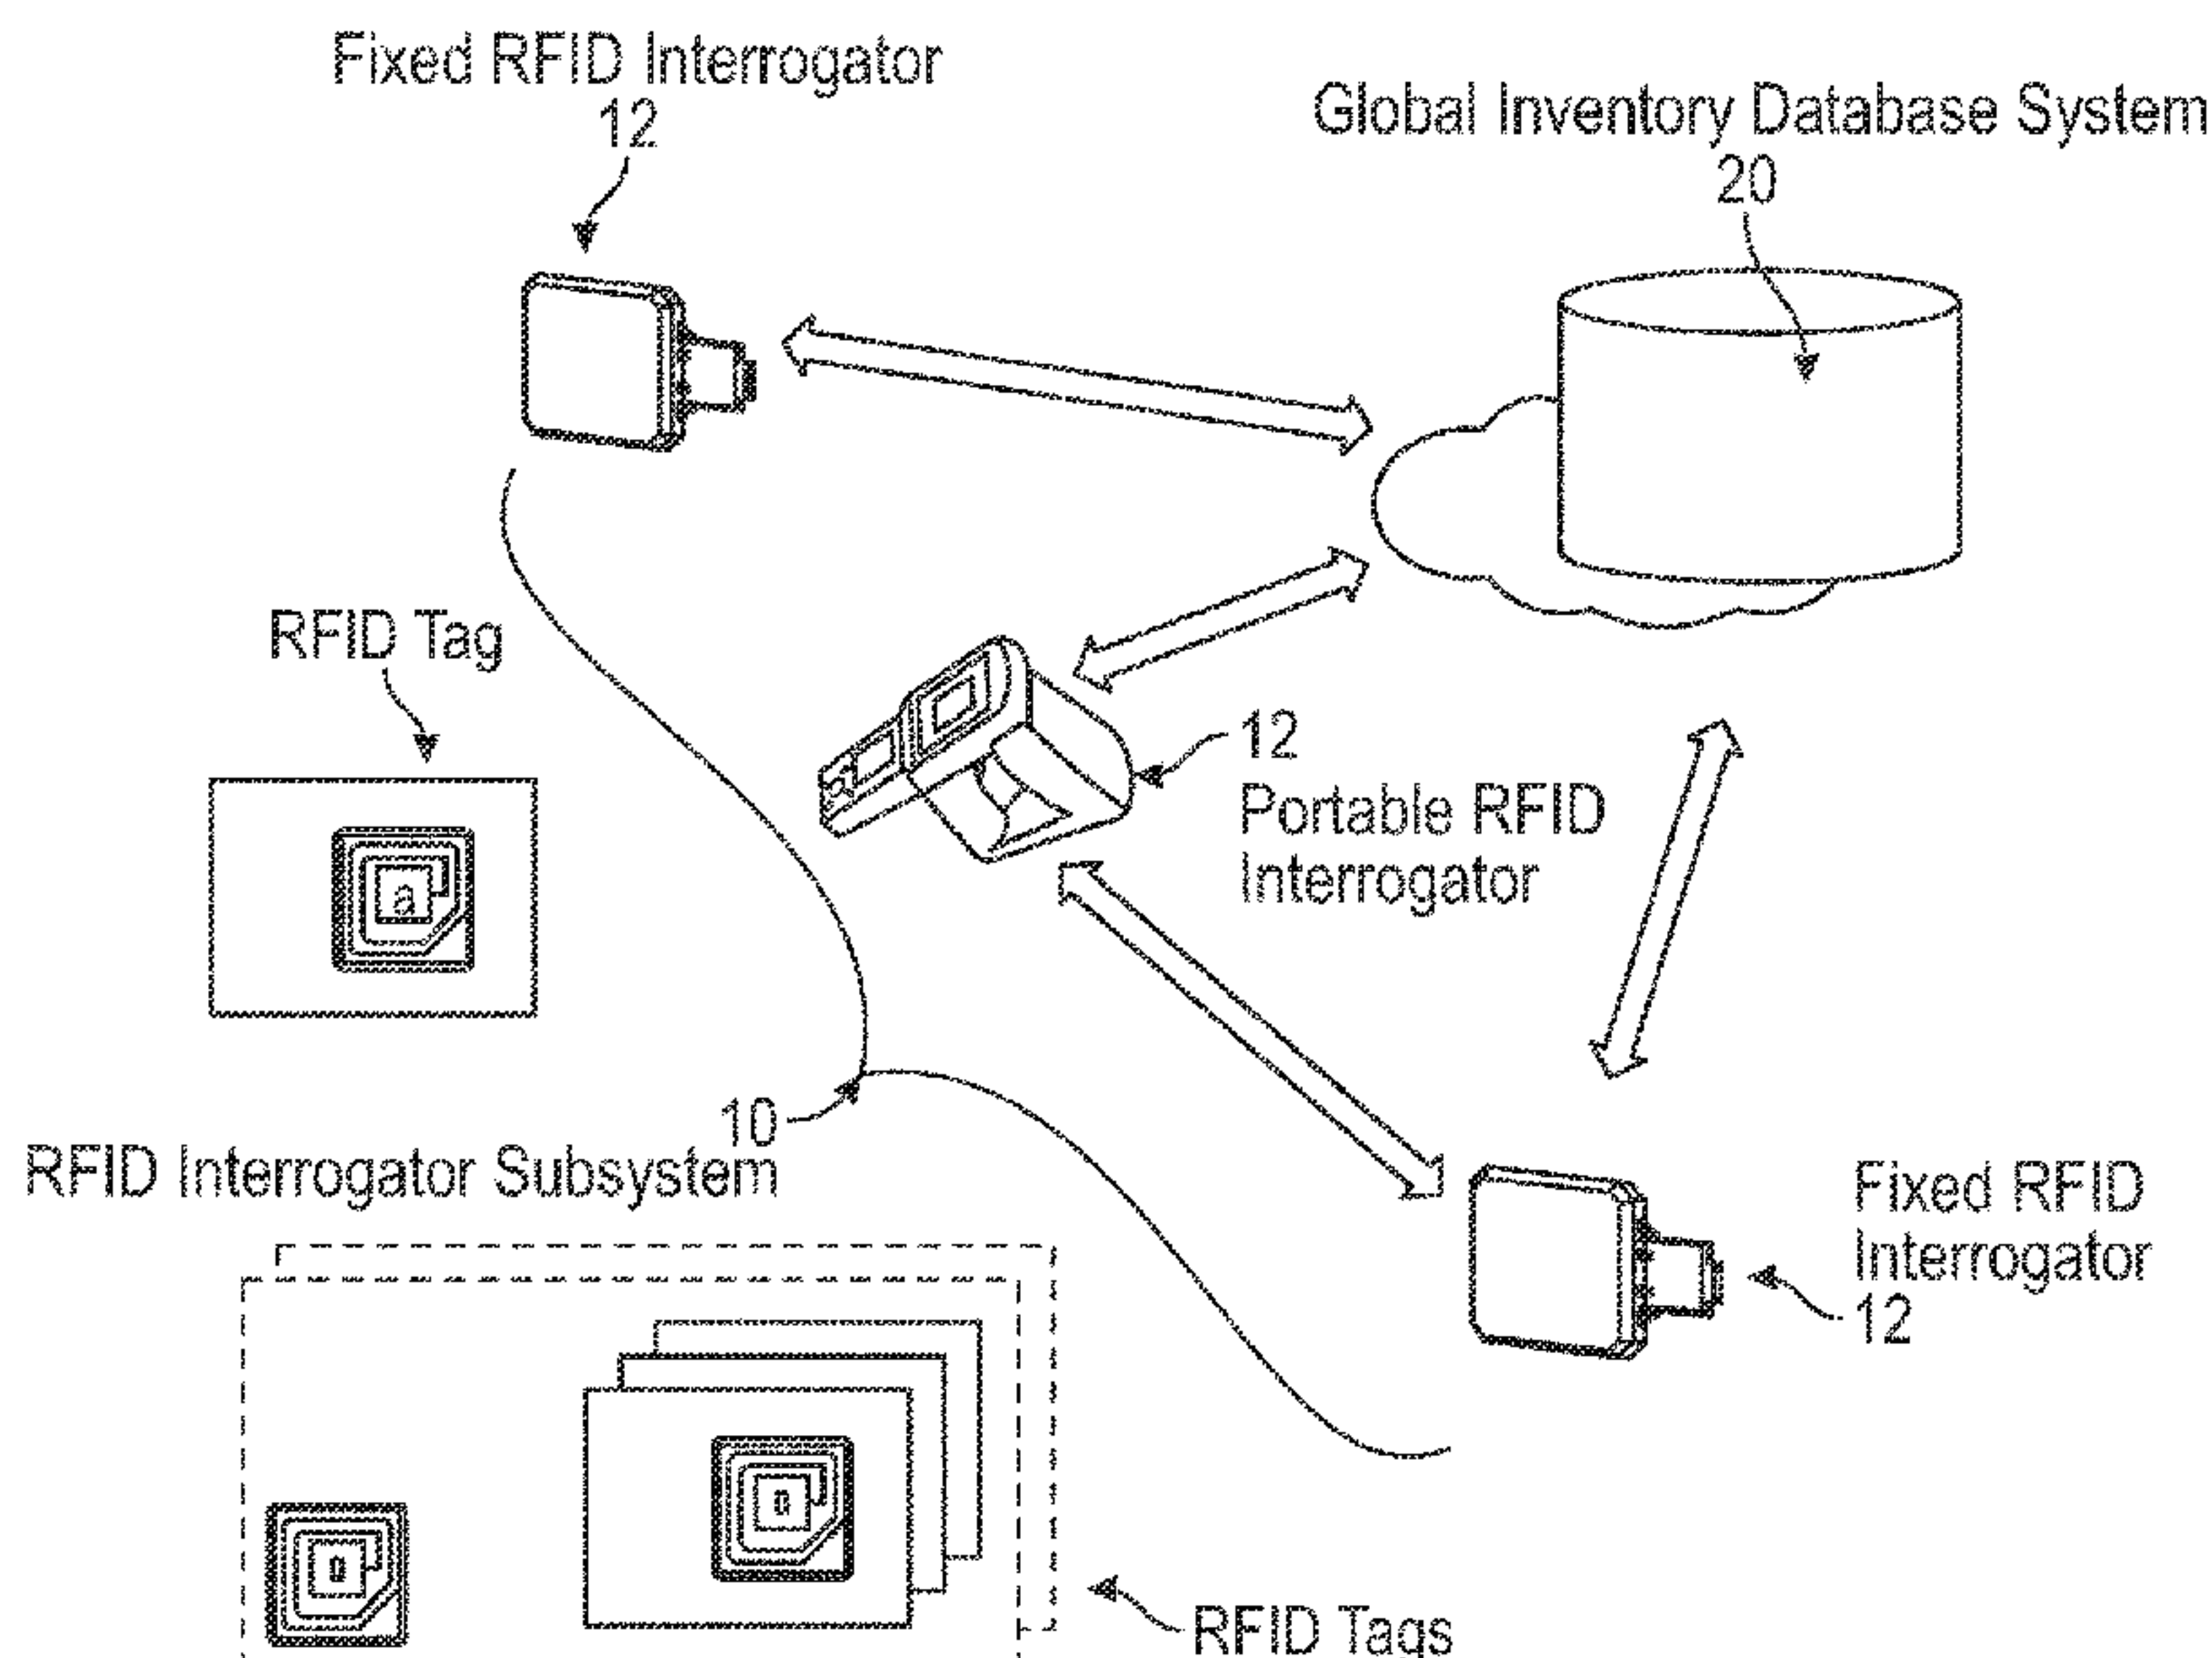 Fixed RFID Interrogator
12
Global Inventory Database System
20
RFID Tag
a
12
Portable RFID
Interrogator
10
RFID Interrogator Subsystem
Fixed RFID
Interrogator
12
RFID Tags